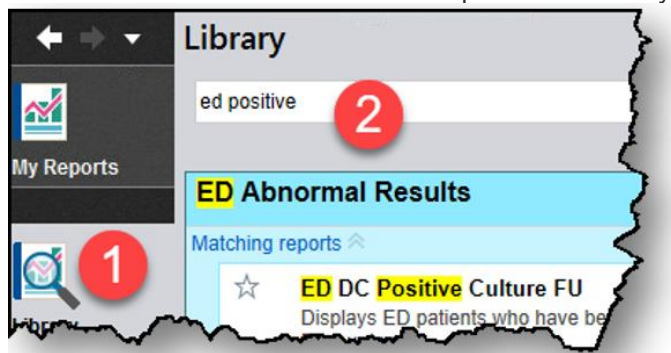 Library
ed positive
2
My Reports
ED Abnormal Results
Matching reports
1
ED DC Positive Culture FU
Displays ED patients who have be
Library